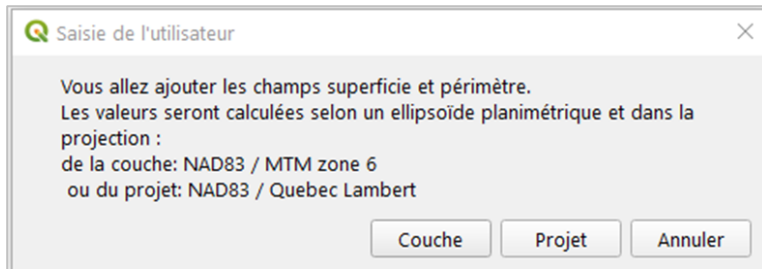 Saisie de l'utilisateur
Vous allez ajouter les champs superficie et périmètre.
Les valeurs seront calculées selon un ellipsoïde planimétrique et dans la
projection :
de la couche: NAD83 / MTM zone 6
ou du projet: NAD83 / Quebec Lambert
Couche Projet Annuler